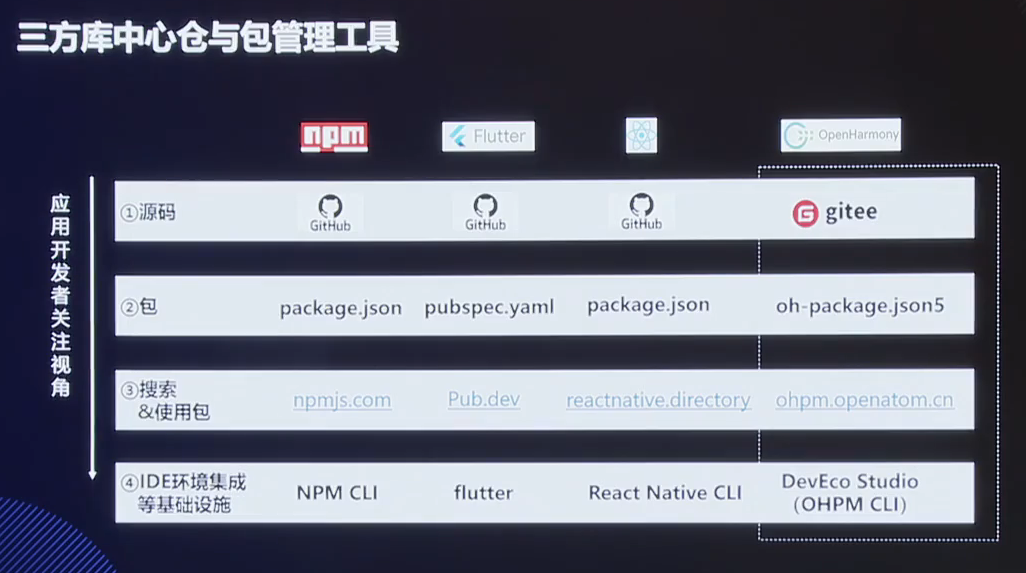 三方库中心仓与包管理工具
npm
Flutter
OpenHarmony
应用开发者关注视角
①源码
GitHub
GitHub
GitHub
gitee
②包
package.json
pubspec.yaml
package.json
oh-package.json5
③搜索
&使用包
npmjs.com
Pub.dev
reactnative.directory
ohpm.openatom.cn
④IDE环境集成
等基础设施
NPM CLI
flutter
React Native CLI
DevEco Studio
(OHPM CLI)